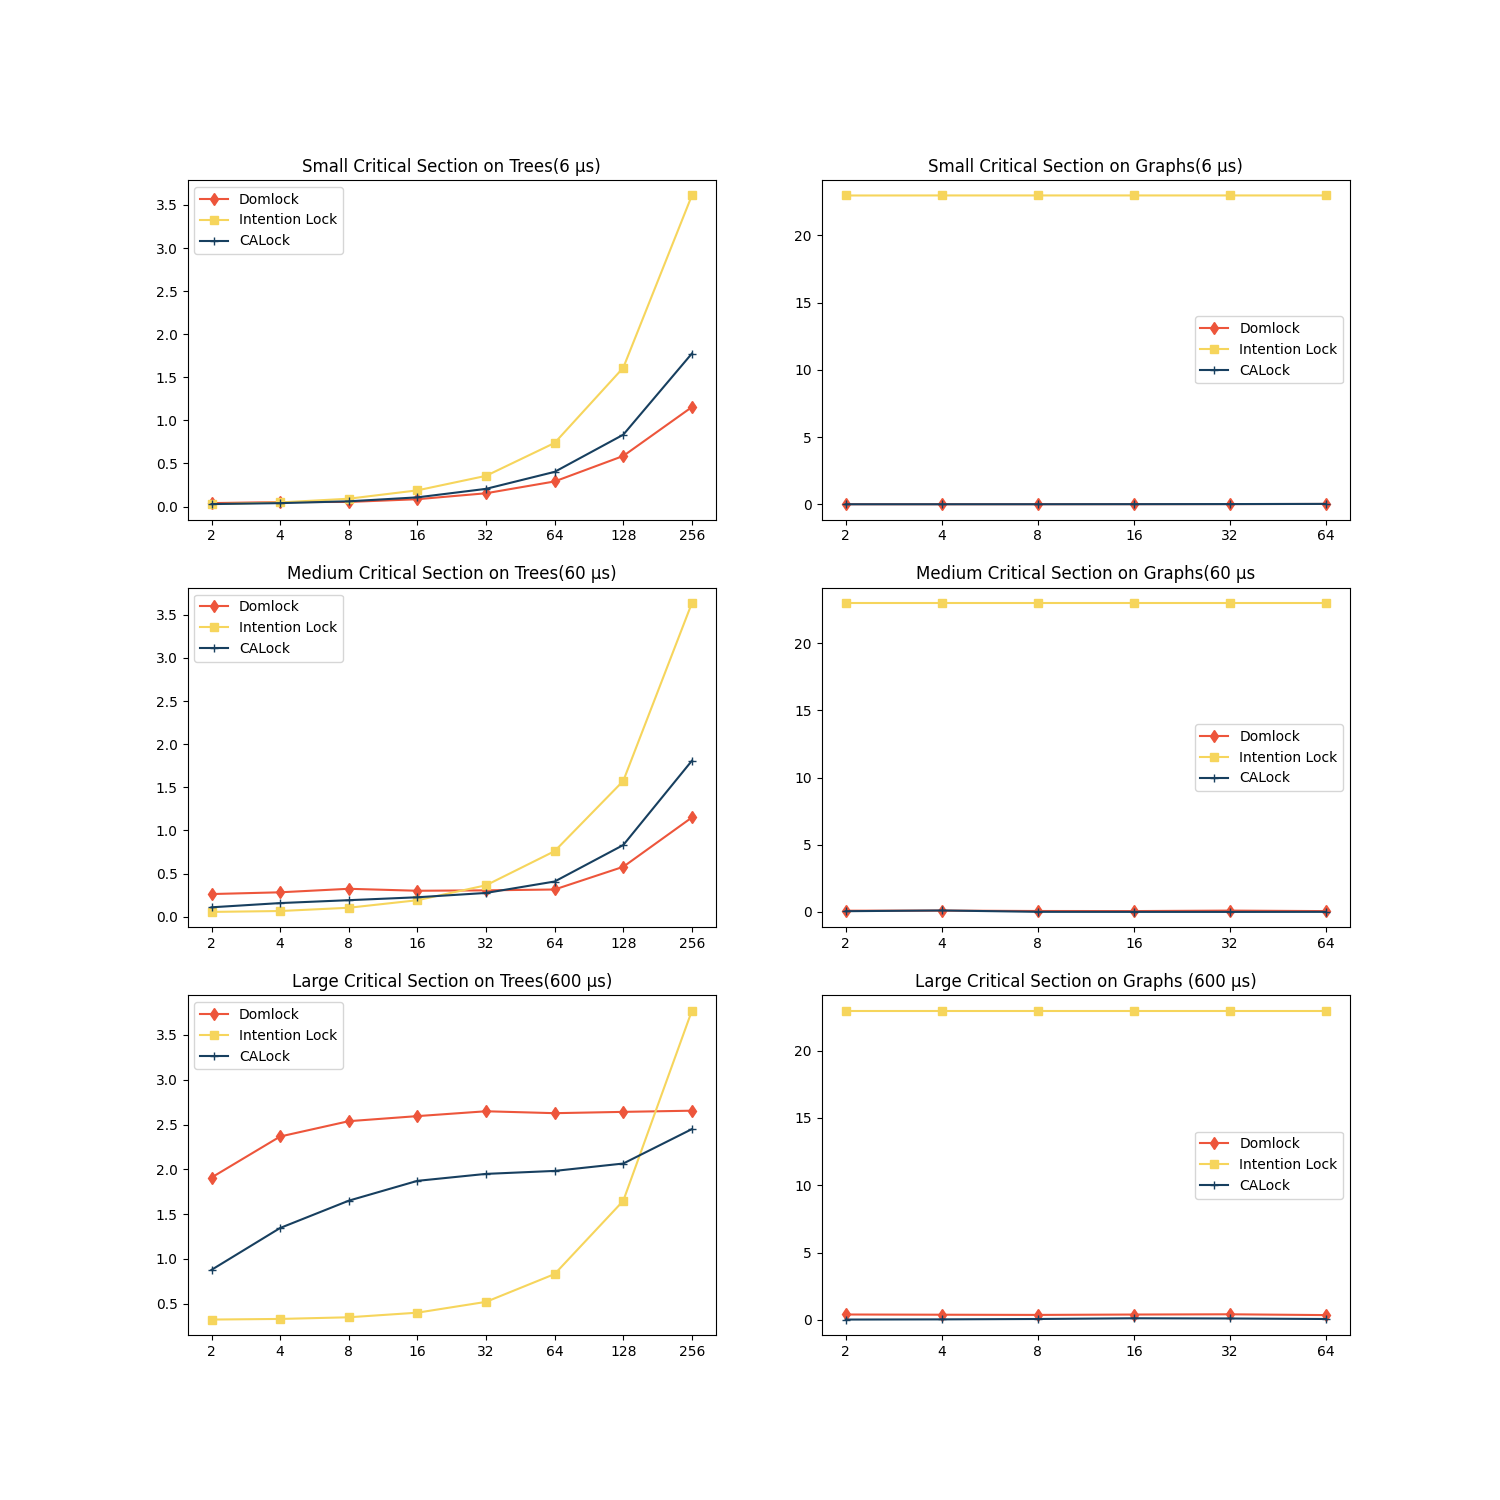 Small Critical Section on Trees(6 µs)
3.5
3.0
2.5
2.0
1.5
1.0
0.5
0.0
Domlock
Intention Lock
CALock
2 4 8 16 32 64 128 256
Small Critical Section on Graphs(6 µs)
20
15
10
5
0
Domlock
Intention Lock
CALock
2 4 8 16 32 64
Medium Critical Section on Trees(60 µs)
3.5
3.0
2.5
2.0
1.5
1.0
0.5
0.0
Domlock
Intention Lock
CALock
2 4 8 16 32 64 128 256
Medium Critical Section on Graphs(60 µs
20
15
10
5
0
Domlock
Intention Lock
CALock
2 4 8 16 32 64
Large Critical Section on Trees(600 µs)
3.5
3.0
2.5
2.0
1.5
1.0
0.5
Domlock
Intention Lock
CALock
2 4 8 16 32 64 128 256
Large Critical Section on Graphs (600 µs)
20
15
10
5
0
Domlock
Intention Lock
CALock
2 4 8 16 32 64